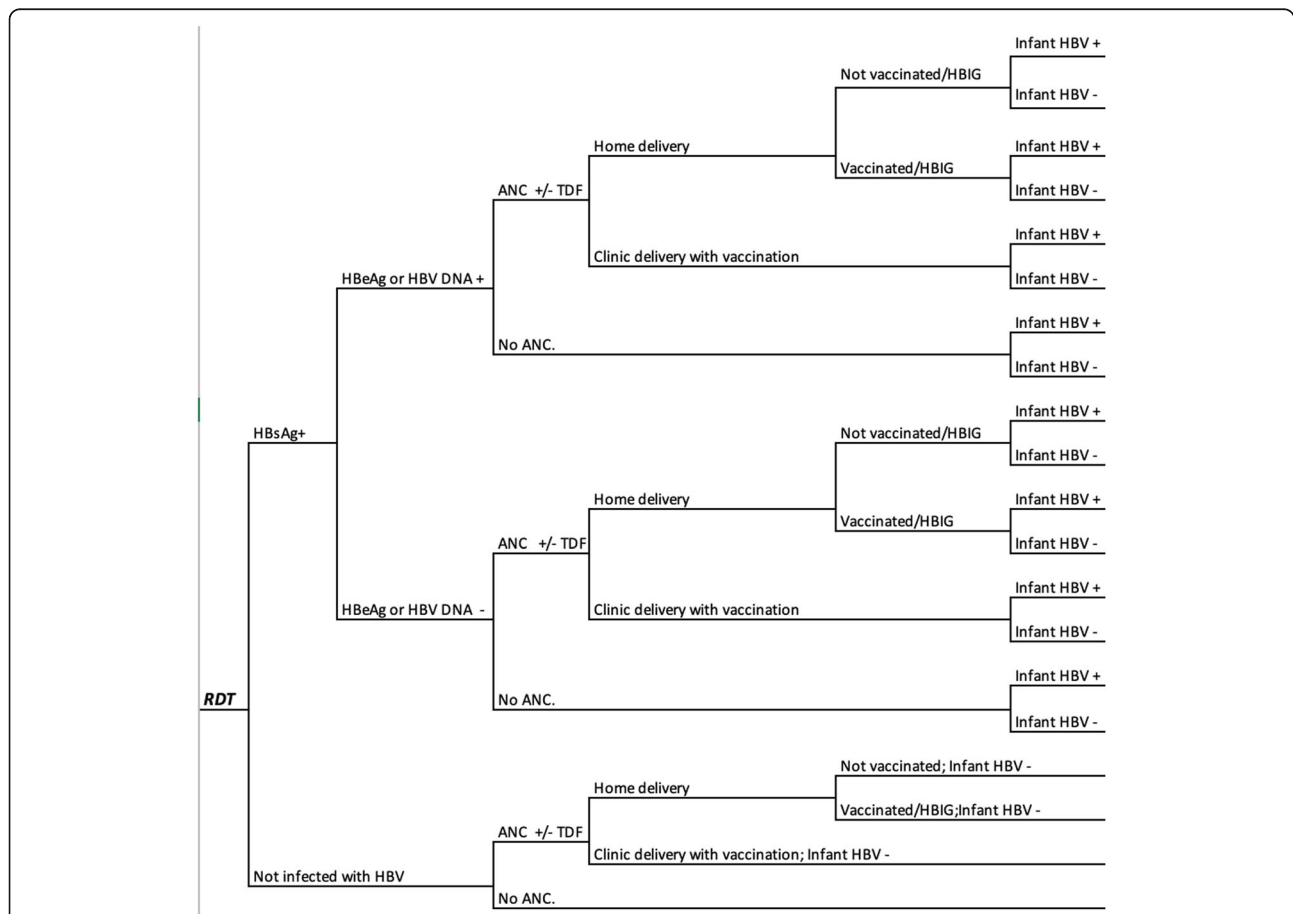 Infant HBV +
Not vaccinated/HBIG
Infant HBV -
Infant HBV +
Home delivery
Vaccinated/HBIG
ANC +/- TDF
Infant HBV -
Infant HBV +
Clinic delivery with vaccination
HBeAg or HBV DNA +
Infant HBV -
Infant HBV +
No ANC.
Infant HBV -
Infant HBV +
HBsAg+
Not vaccinated/HBIG
Infant HBV -
Home delivery
Infant HBV +
Vaccinated/HBIG
ANC +/- TDF
Infant HBV -
Infant HBV +
HBeAg or HBV DNA -
Clinic delivery with vaccination
Infant HBV -
Infant HBV +
RDT
No ANC.
Infant HBV -
Not vaccinated; Infant HBV -
Home delivery
Vaccinated/HBIG;Infant HBV -
ANC +/- TDF
Clinic delivery with vaccination; Infant HBV -
Not infected with HBV
No ANC.